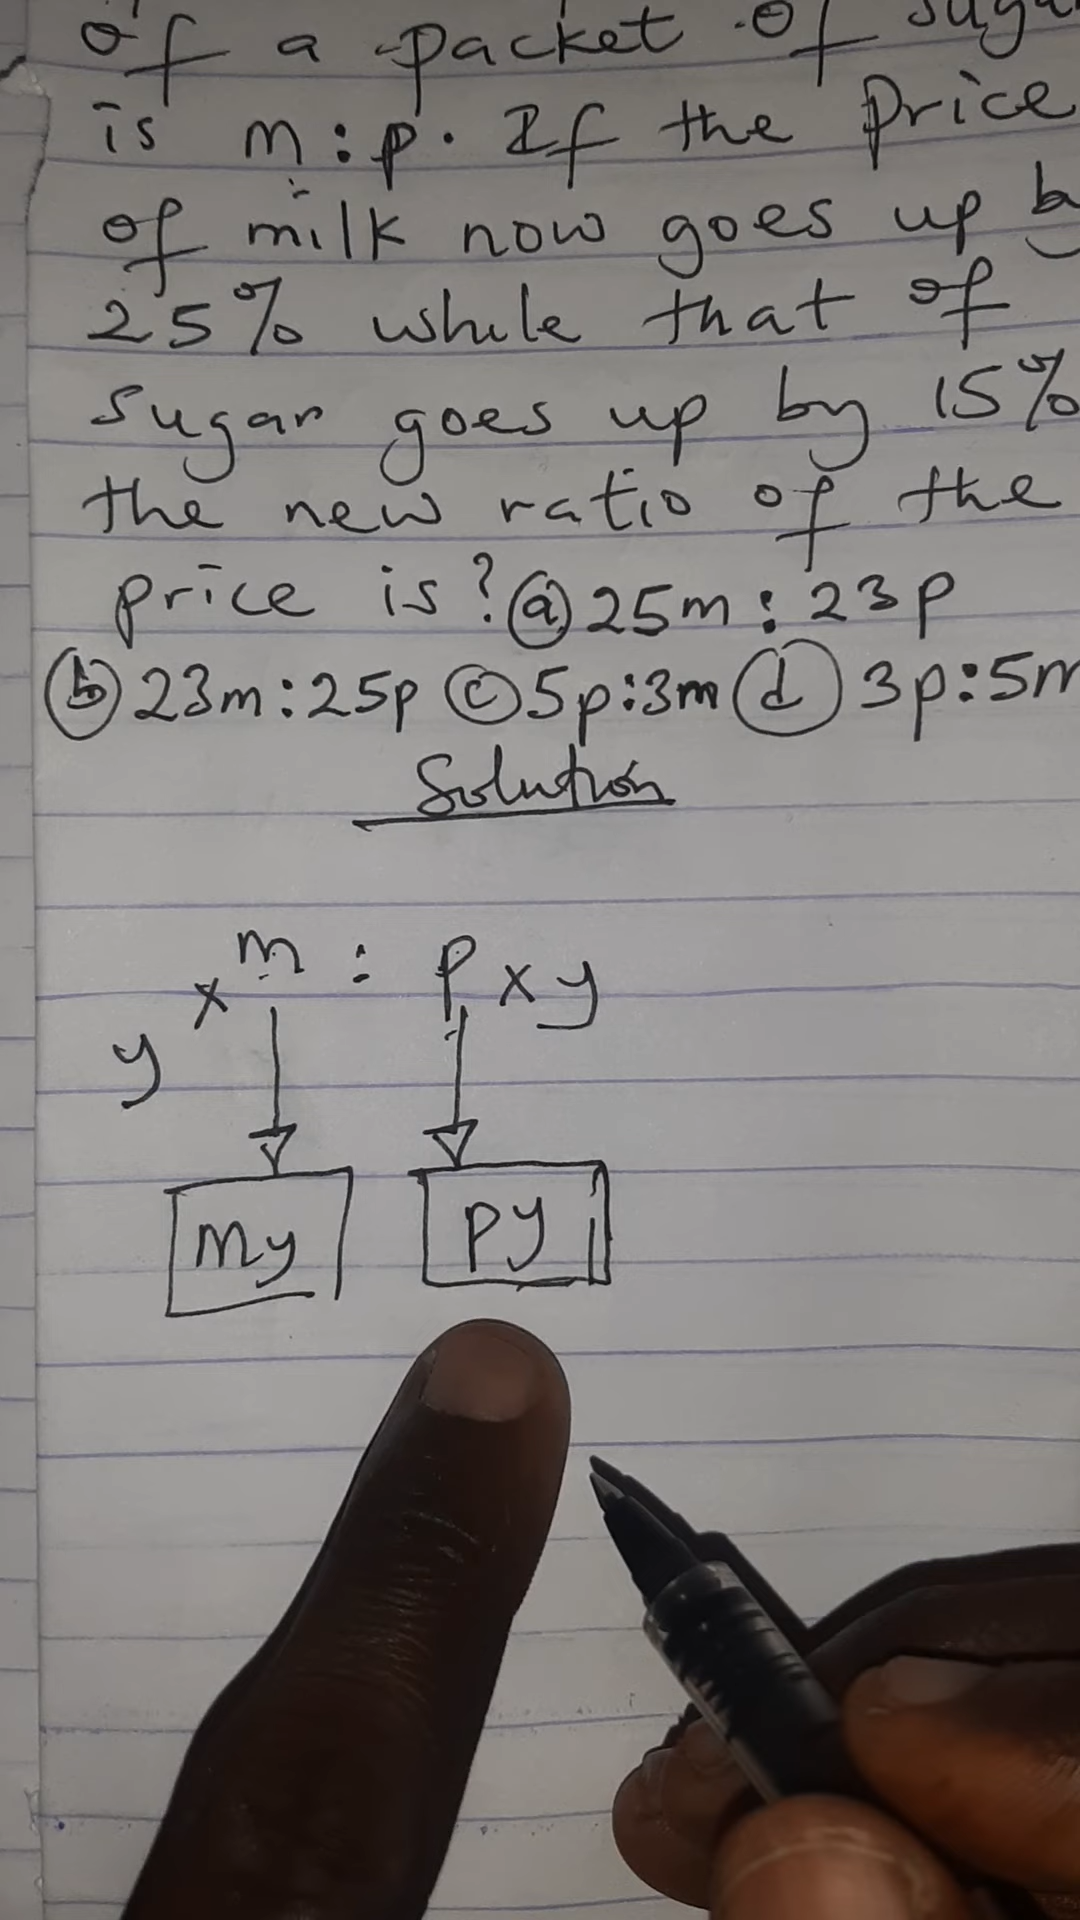 of a packet of suga
is m:p. If the Price
of milk now goes up b
25% while that of
sugar goes up by 15%
the new ratio of the
price is? (a) 25m : 23p
(b) 23m : 25p (c) 5p:3m (d) 3p:5m
Solution
m : p x y
x
y
my py